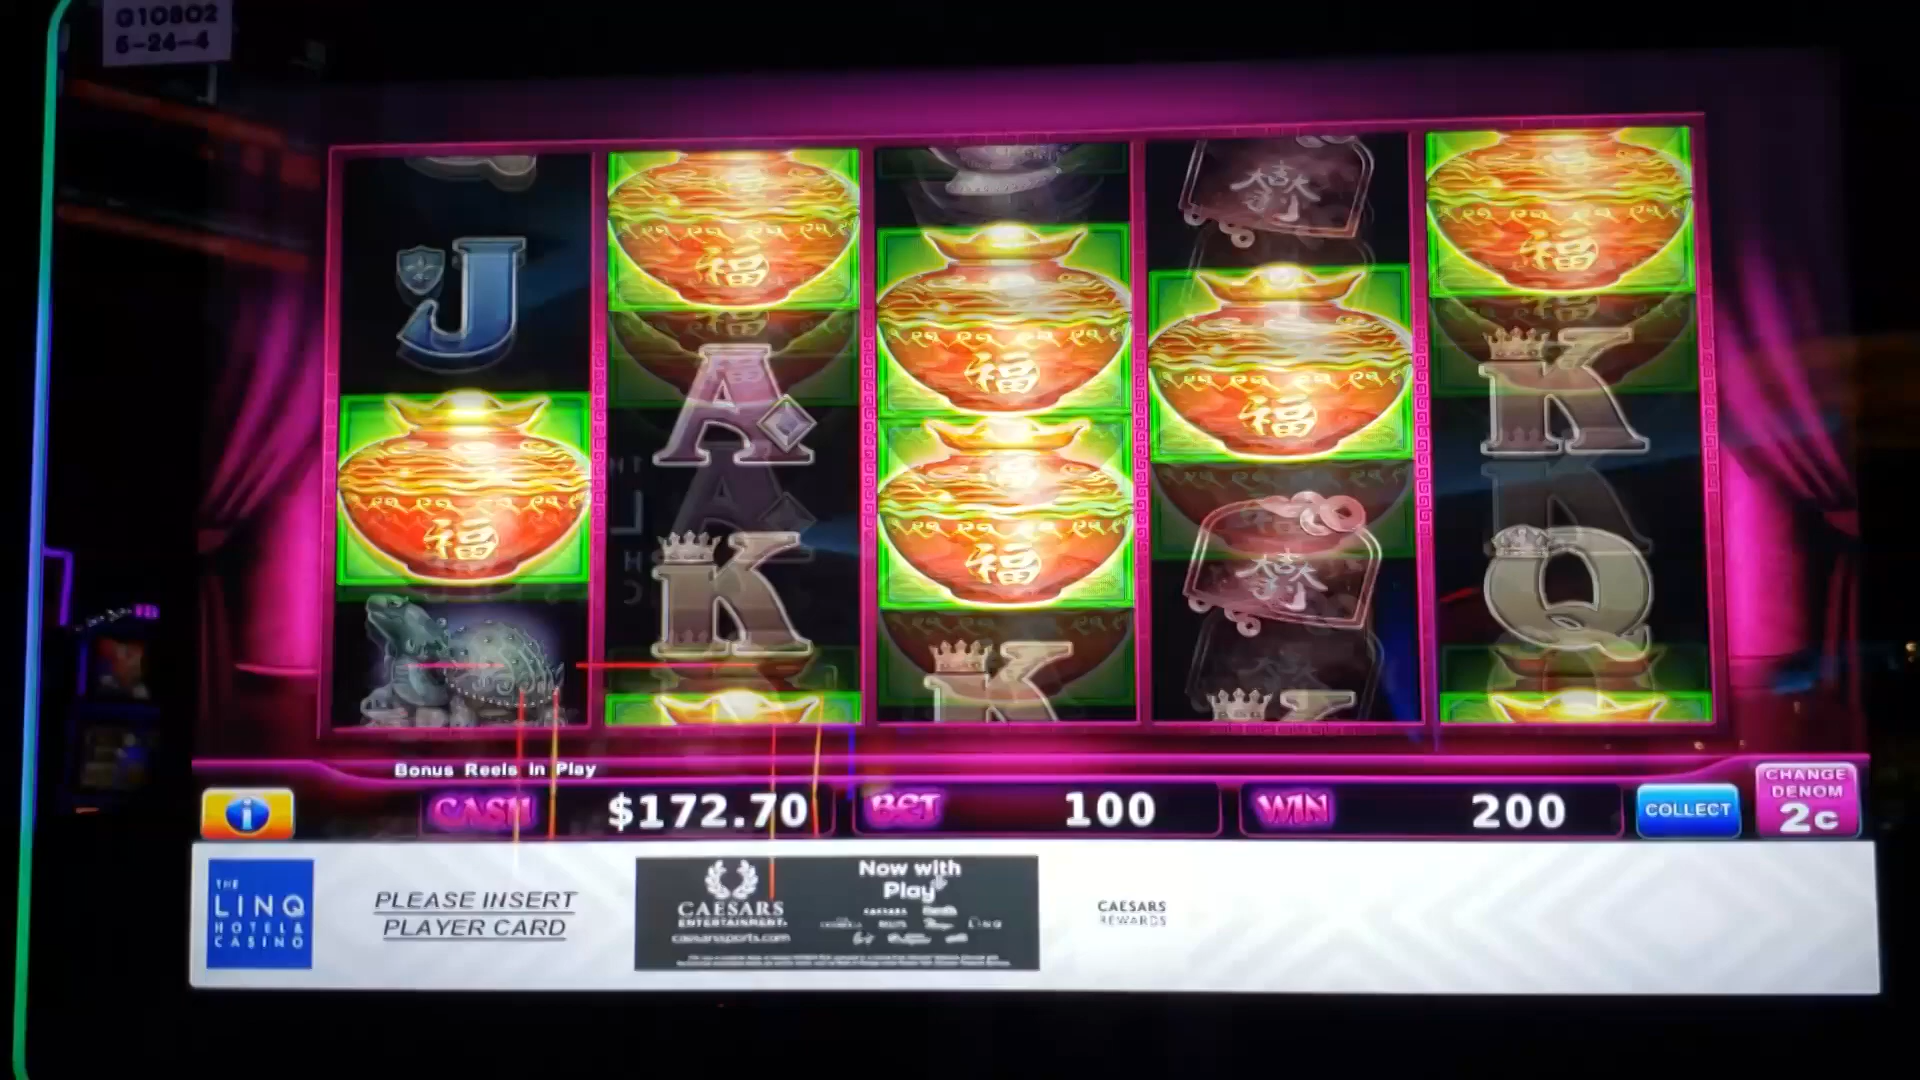 G10802
5-24-4
J
福
福
福
福
福
福
A
K
K
Q
K
Bonus Reels In Play
CASH $172.70 BET 100 WIN 200 COLLECT
CHANGE
DENOM
2c
THE
LINQ
HOTEL &
CASINO
PLEASE INSERT
PLAYER CARD
CAESARS
ENTERTAINMENT.
caesarssports.com
Now with
Play+
CAESARS
REWARDS